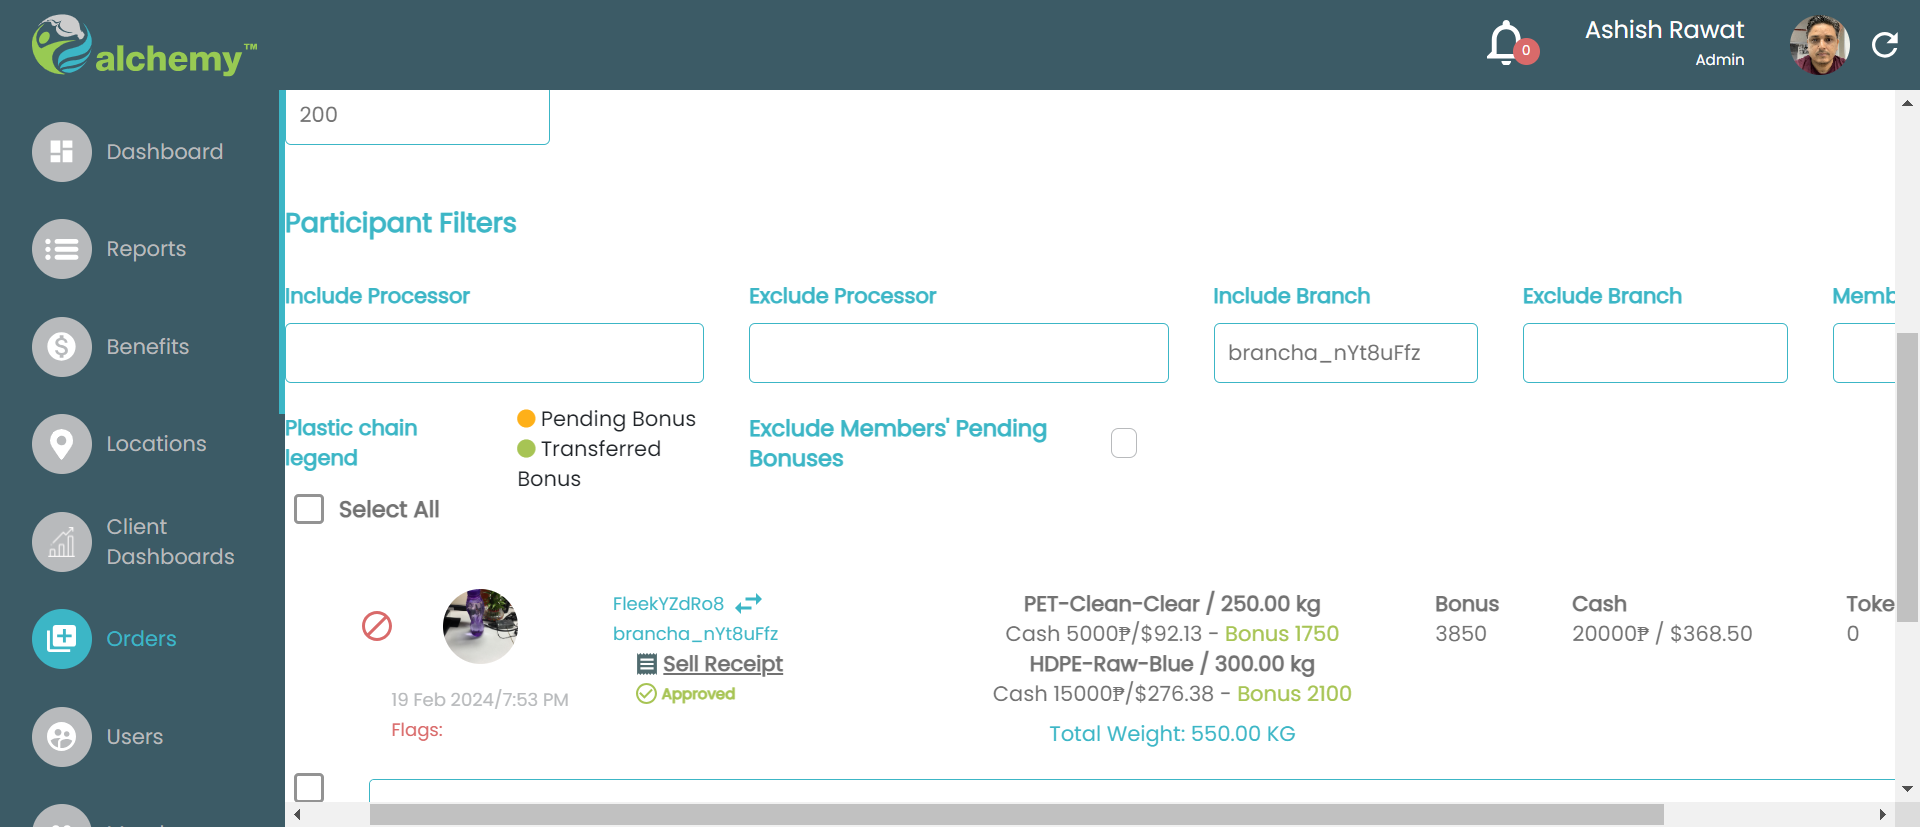 alchemy™
0
Ashish Rawat
Admin
Dashboard
Reports
Benefits
Locations
Client
Dashboards
Orders
Users
200
Participant Filters
Include Processor
Exclude Processor
Include Branch
Exclude Branch
Memb
brancha_nYt8uFfz
Plastic chain
legend
Pending Bonus
Transferred
Bonus
Exclude Members' Pending
Bonuses
Select All
19 Feb 2024/7:53 PM
Flags:
FleekYZdRo8
brancha_nYt8uFfz
Sell Receipt
Approved
PET-Clean-Clear / 250.00 kg
Cash 5000₱/$92.13 - Bonus 1750
HDPE-Raw-Blue / 300.00 kg
Cash 15000₱/$276.38 - Bonus 2100
Total Weight: 550.00 KG
Bonus
3850
Cash
20000₱ / $368.50
Toke
0